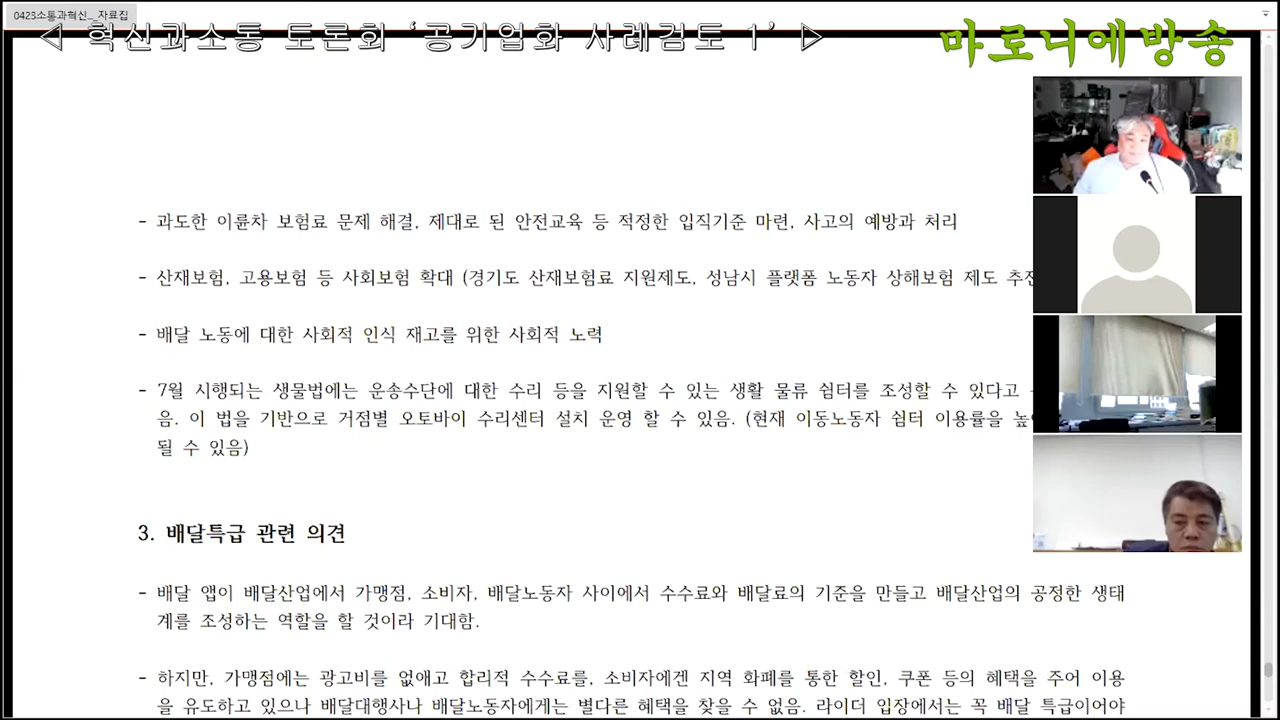 0423소통과혁신_자료집
◁ 혁신과소통 토론회 ‘공기업화 사례검토 1’ ▷
마로니에방송
- 과도한 이륜차 보험료 문제 해결, 제대로 된 안전교육 등 적정한 입직기준 마련, 사고의 예방과 처리
- 산재보험, 고용보험 등 사회보험 확대 (경기도 산재보험료 지원제도, 성남시 플랫폼 노동자 상해보험 제도
- 배달 노동에 대한 사회적 인식 재고를 위한 사회적 노력
- 7월 시행되는 생물법에는 운송수단에 대한 수리 등을 지원할 수 있는 생활 물류 쉼터를 조성할 수 있다고
음. 이 법을 기반으로 거점별 오토바이 수리센터 설치 운영 할 수 있음. (현재 이동노동자 쉼터 이용률을
될 수 있음)
3. 배달특급 관련 의견
- 배달 앱이 배달산업에서 가맹점, 소비자, 배달노동자 사이에서 수수료와 배달료의 기준을 만들고 배달산업의 공정한 생태
계를 조성하는 역할을 할 것이라 기대함.
- 하지만, 가맹점에는 광고비를 없애고 합리적 수수료를, 소비자에겐 지역 화폐를 통한 할인, 쿠폰 등의 혜택을 주어 이용
을 유도하고 있으나 배달대행사나 배달노동자에게는 별다른 혜택을 찾을 수 없음. 라이더 입장에서는 꼭 배달 특급이어야